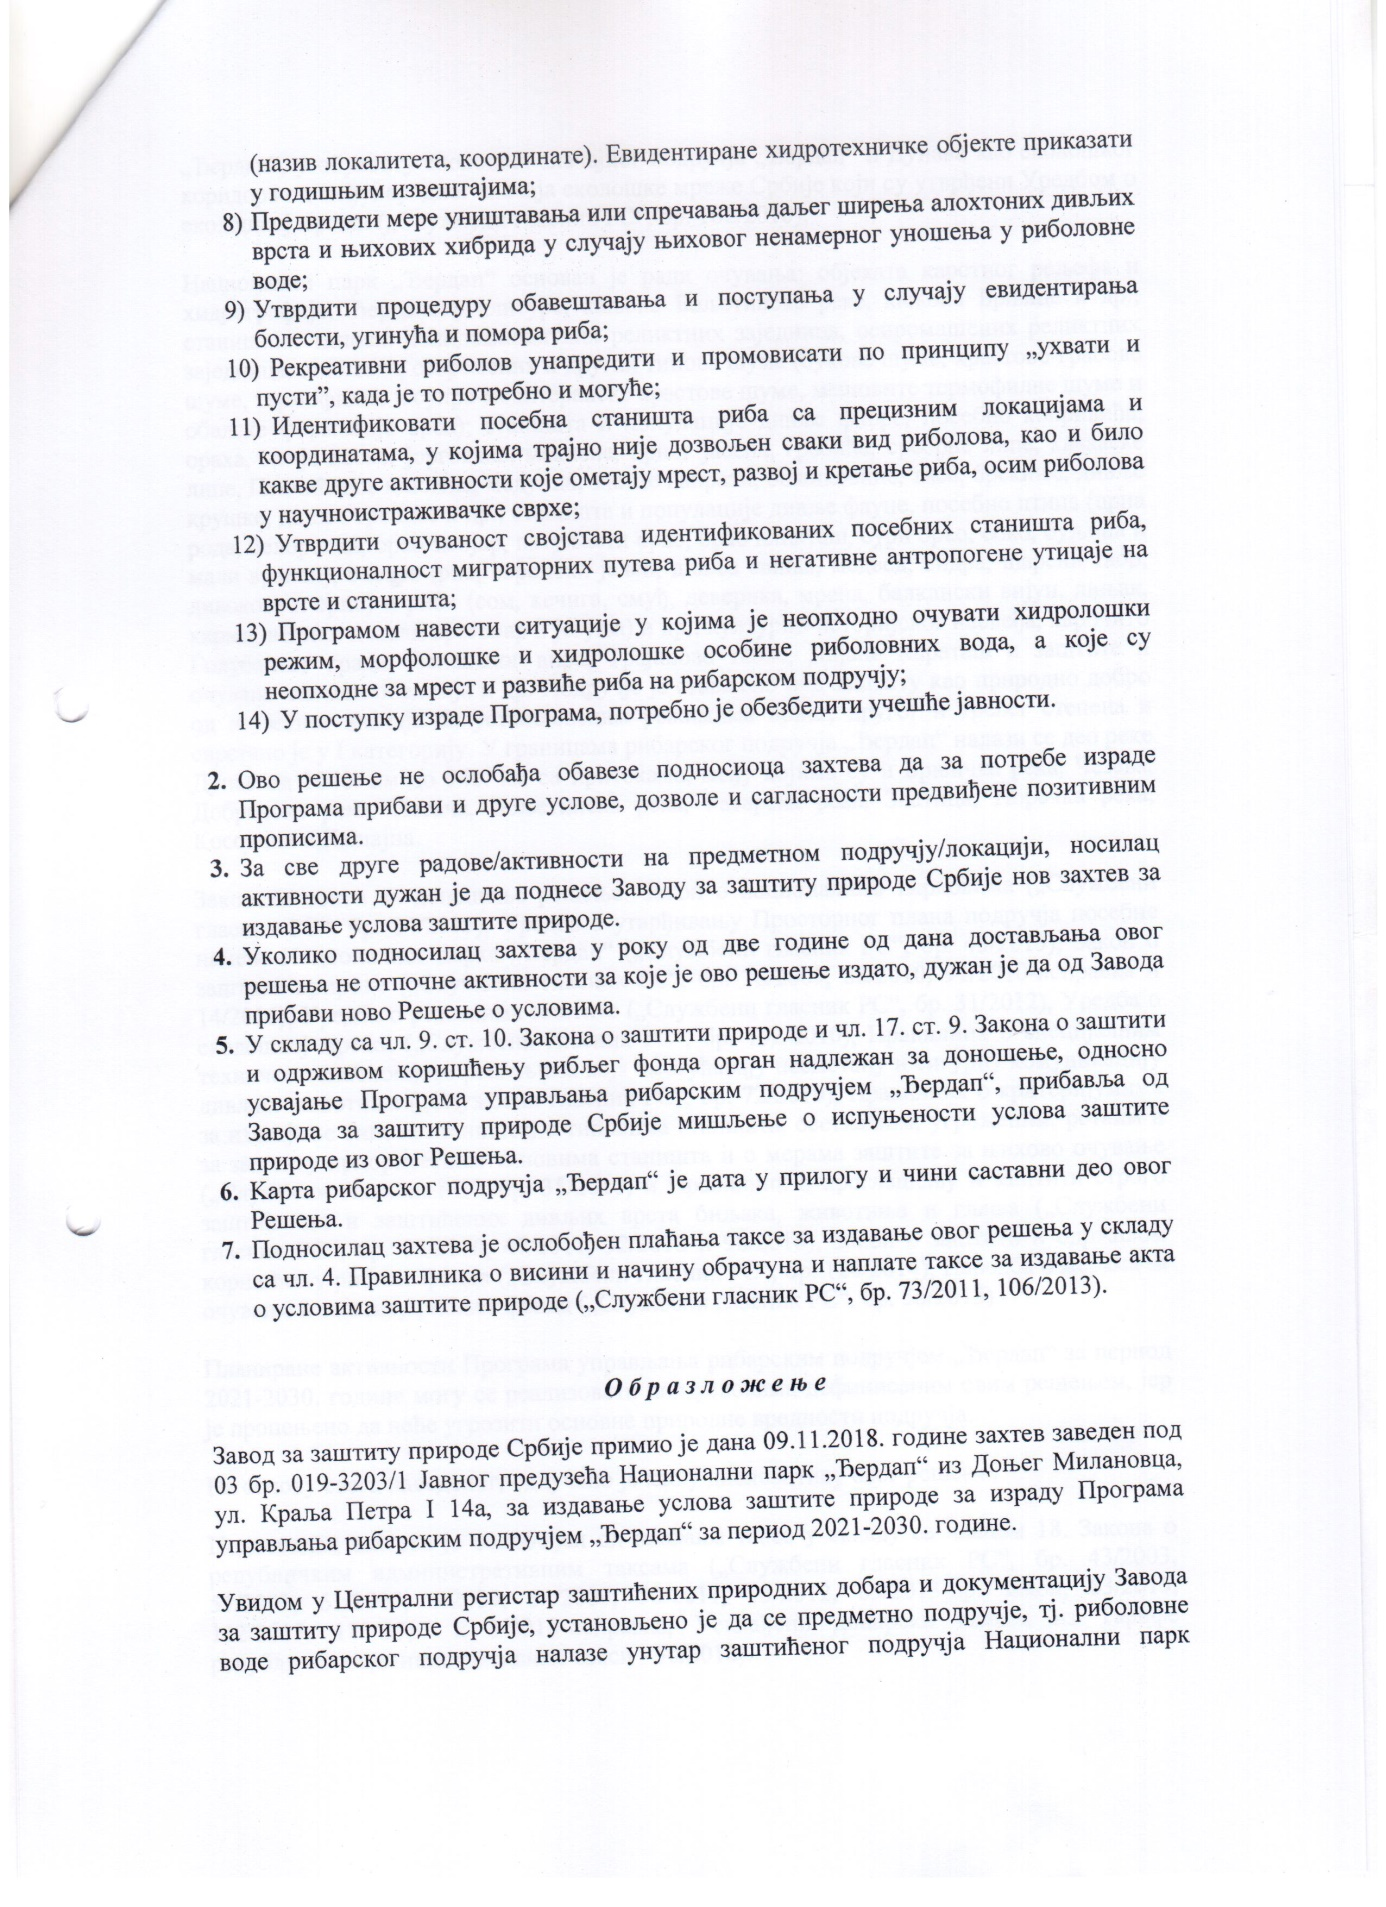 (назив локалитета, координате). Евидентиране хидротехничке објекте приказати
у годишњим извештајима;
8) Предвидети мере уништавања или спречавања даљег ширења алохтоних дивљих
врста и њихових хибрида у случају њиховог ненамерног уношења у риболовне
воде;
9) Утврдити процедуру обавештавања и поступања у случају евидентирања
болести, угинућа и помора риба;
10) Рекреативни риболов унапредити и промовисати по принципу „ухвати и
пусти”, када је то потребно и могуће;
11) Идентификовати посебна станишта риба са прецизним локацијама и
координатама, у којима трајно није дозвољен сваки вид риболова, као и било
какве друге активности које ометају мрест, развој и кретање риба, осим риболова
у научноистраживачке сврхе;
12) Утврдити очуваност својстава идентификованих посебних станишта риба,
функционалност миграторних путева риба и негативне антропогене утицаје на
врсте и станишта;
13) Програмом навести ситуације у којима је неопходно очувати хидролошки
режим, морфолошке и хидролошке особине риболовних вода, а које су
неопходне за мрест и развиће риба на рибарском подручју;
14) У поступку израде Програма, потребно је обезбедити учешће јавности.
2. Ово решење не ослобађа обавезе подносиоца захтева да за потребе израде
Програма прибави и друге услове, дозволе и сагласности предвиђене позитивним
прописима.
3. За све друге радове/активности на предметном подручју/локацији, носилац
активности дужан је да поднесе Заводу за заштиту природе Србије нов захтев за
издавање услова заштите природе.
4. Уколико подносилац захтева у року од две године од дана достављања овог
решења не отпочне активности за које је ово решење издато, дужан је да од Завода
прибави ново Решење о условима.
5. У складу са чл. 9. ст. 10. Закона о заштити природе и чл. 17. ст. 9. Закона о заштити
и одрживом коришћењу рибљег фонда орган надлежан за доношење, односно
усвајање Програма управљања рибарским подручјем „Ђердап“, прибавља од
Завода за заштиту природе Србије мишљење о испуњености услова заштите
природе из овог Решења.
6. Карта рибарског подручја „Ђердап“ је дата у прилогу и чини саставни део овог
Решења.
7. Подносилац захтева је ослобођен плаћања таксе за издавање овог решења у складу
са чл. 4. Правилника о висини и начину обрачуна и наплате таксе за издавање акта
о условима заштите природе („Службени гласник РС“, бр. 73/2011, 106/2013).
О б р а з л о ж е њ е
Завод за заштиту природе Србије примио је дана 09.11.2018. године захтев заведен под
03 бр. 019-3203/1 Јавног предузећа Национални парк „Ђердап“ из Доњег Милановца,
ул. Краља Петра I 14а, за издавање услова заштите природе за израду Програма
управљања рибарским подручјем „Ђердап“ за период 2021-2030. године.
Увидом у Централни регистар заштићених природних добара и документацију Завода
за заштиту природе Србије, установљено је да се предметно подручје, тј. риболовне
воде рибарског подручја налазе унутар заштићеног подручја Национални парк